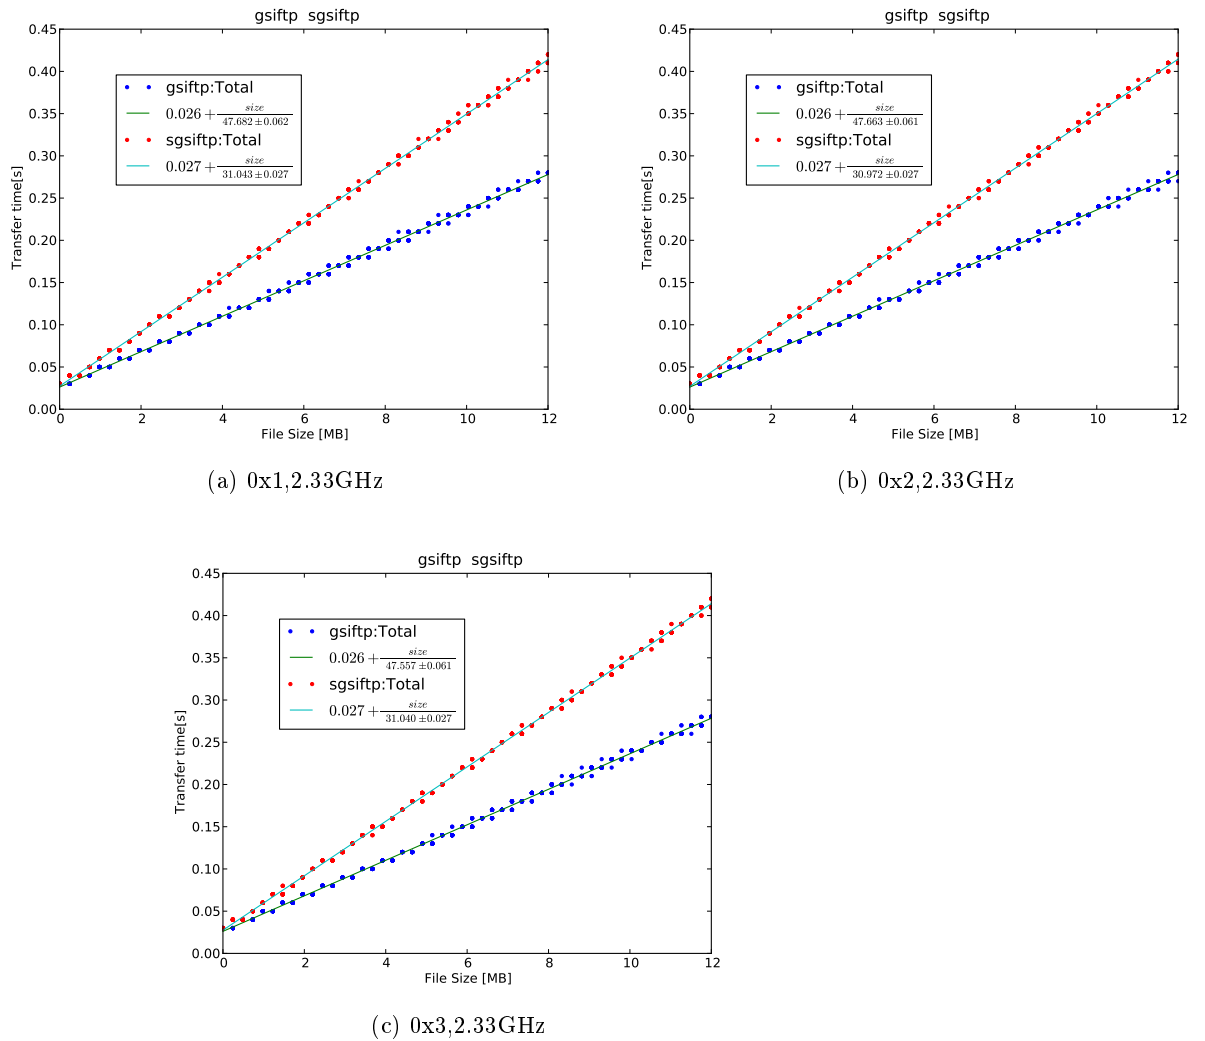 gsiftp sgsiftp
0.45
0.40
0.35
0.30
0.25
0.20
0.15
0.10
0.05
0.00
Transfer time[s]
gsiftp:Total
0.026 + size / 47.682 ± 0.062
sgsiftp:Total
0.027 + size / 31.043 ± 0.027
0 2 4 6 8 10 12
File Size [MB]
(a) 0x1,2.33GHz
gsiftp sgsiftp
0.45
0.40
0.35
0.30
0.25
0.20
0.15
0.10
0.05
0.00
Transfer time[s]
gsiftp:Total
0.026 + size / 47.663 ± 0.061
sgsiftp:Total
0.027 + size / 30.972 ± 0.027
0 2 4 6 8 10 12
File Size [MB]
(b) 0x2,2.33GHz
gsiftp sgsiftp
0.45
0.40
0.35
0.30
0.25
0.20
0.15
0.10
0.05
0.00
Transfer time[s]
gsiftp:Total
0.026 + size / 47.557 ± 0.061
sgsiftp:Total
0.027 + size / 31.040 ± 0.027
0 2 4 6 8 10 12
File Size [MB]
(c) 0x3,2.33GHz